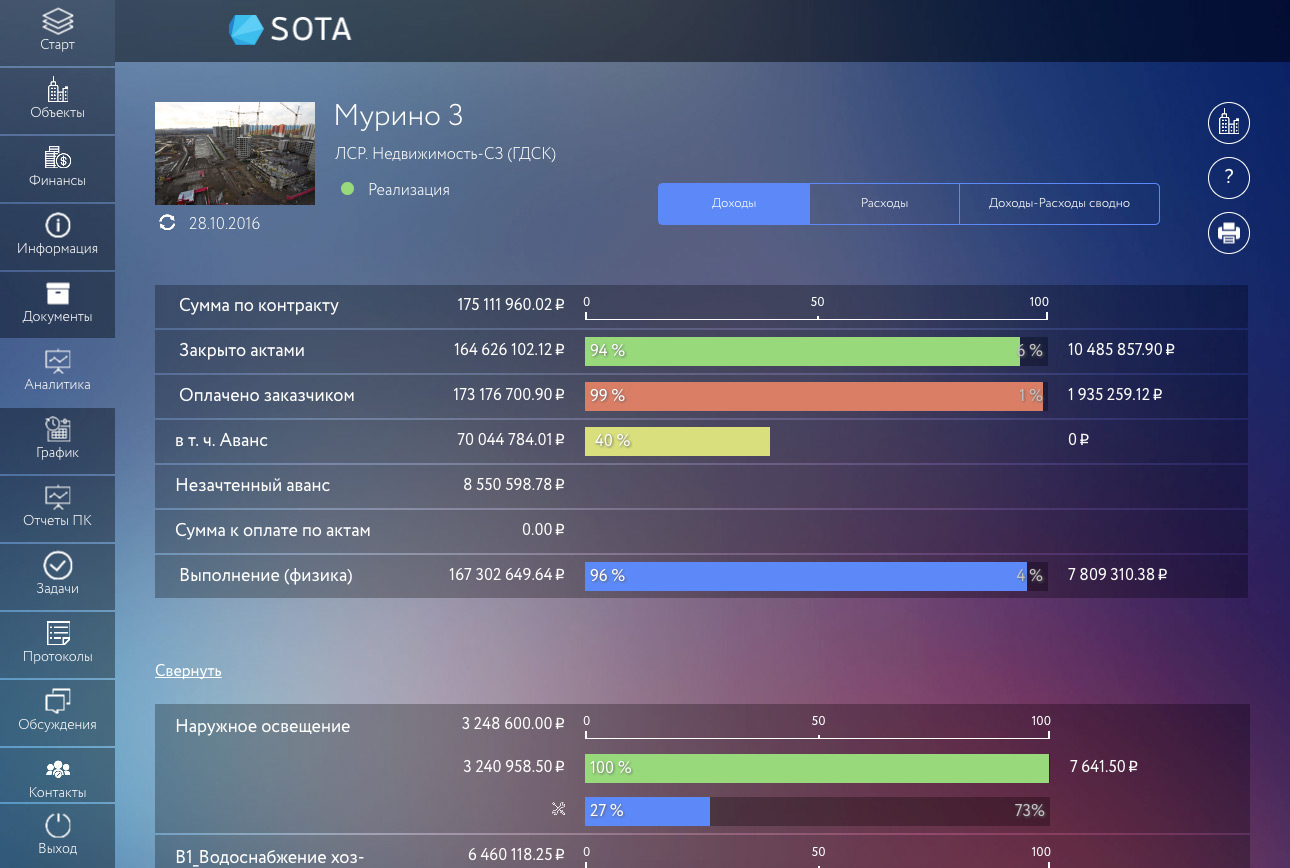 SOTA
Старт
Объекты
Финансы
Информация
Документы
Аналитика
График
Отчеты ПК
Задачи
Протоколы
Обсуждения
Контакты
Выход
Мурино 3
ЛСР. Недвижимость-СЗ (ГДСК)
Реализация
28.10.2016
?
Доходы Расходы Доходы-Расходы сводно
Сумма по контракту 175 111 960.02 ₽ 0 50 100
Закрыто актами 164 626 102.12 ₽ 94 % 6 % 10 485 857.90 ₽
Оплачено заказчиком 173 176 700.90 ₽ 99 % 1 % 1 935 259.12 ₽
в т. ч. Аванс 70 044 784.01 ₽ 40 % 0 ₽
Незачтенный аванс 8 550 598.78 ₽
Сумма к оплате по актам 0.00 ₽
Выполнение (физика) 167 302 649.64 ₽ 96 % 4 % 7 809 310.38 ₽
Свернуть
Наружное освещение 3 248 600.00 ₽ 0 50 100
3 240 958.50 ₽ 100 % 7 641.50 ₽
27 % 73%
В1_Водоснабжение хоз- 6 460 118.25 ₽ 0 50 100